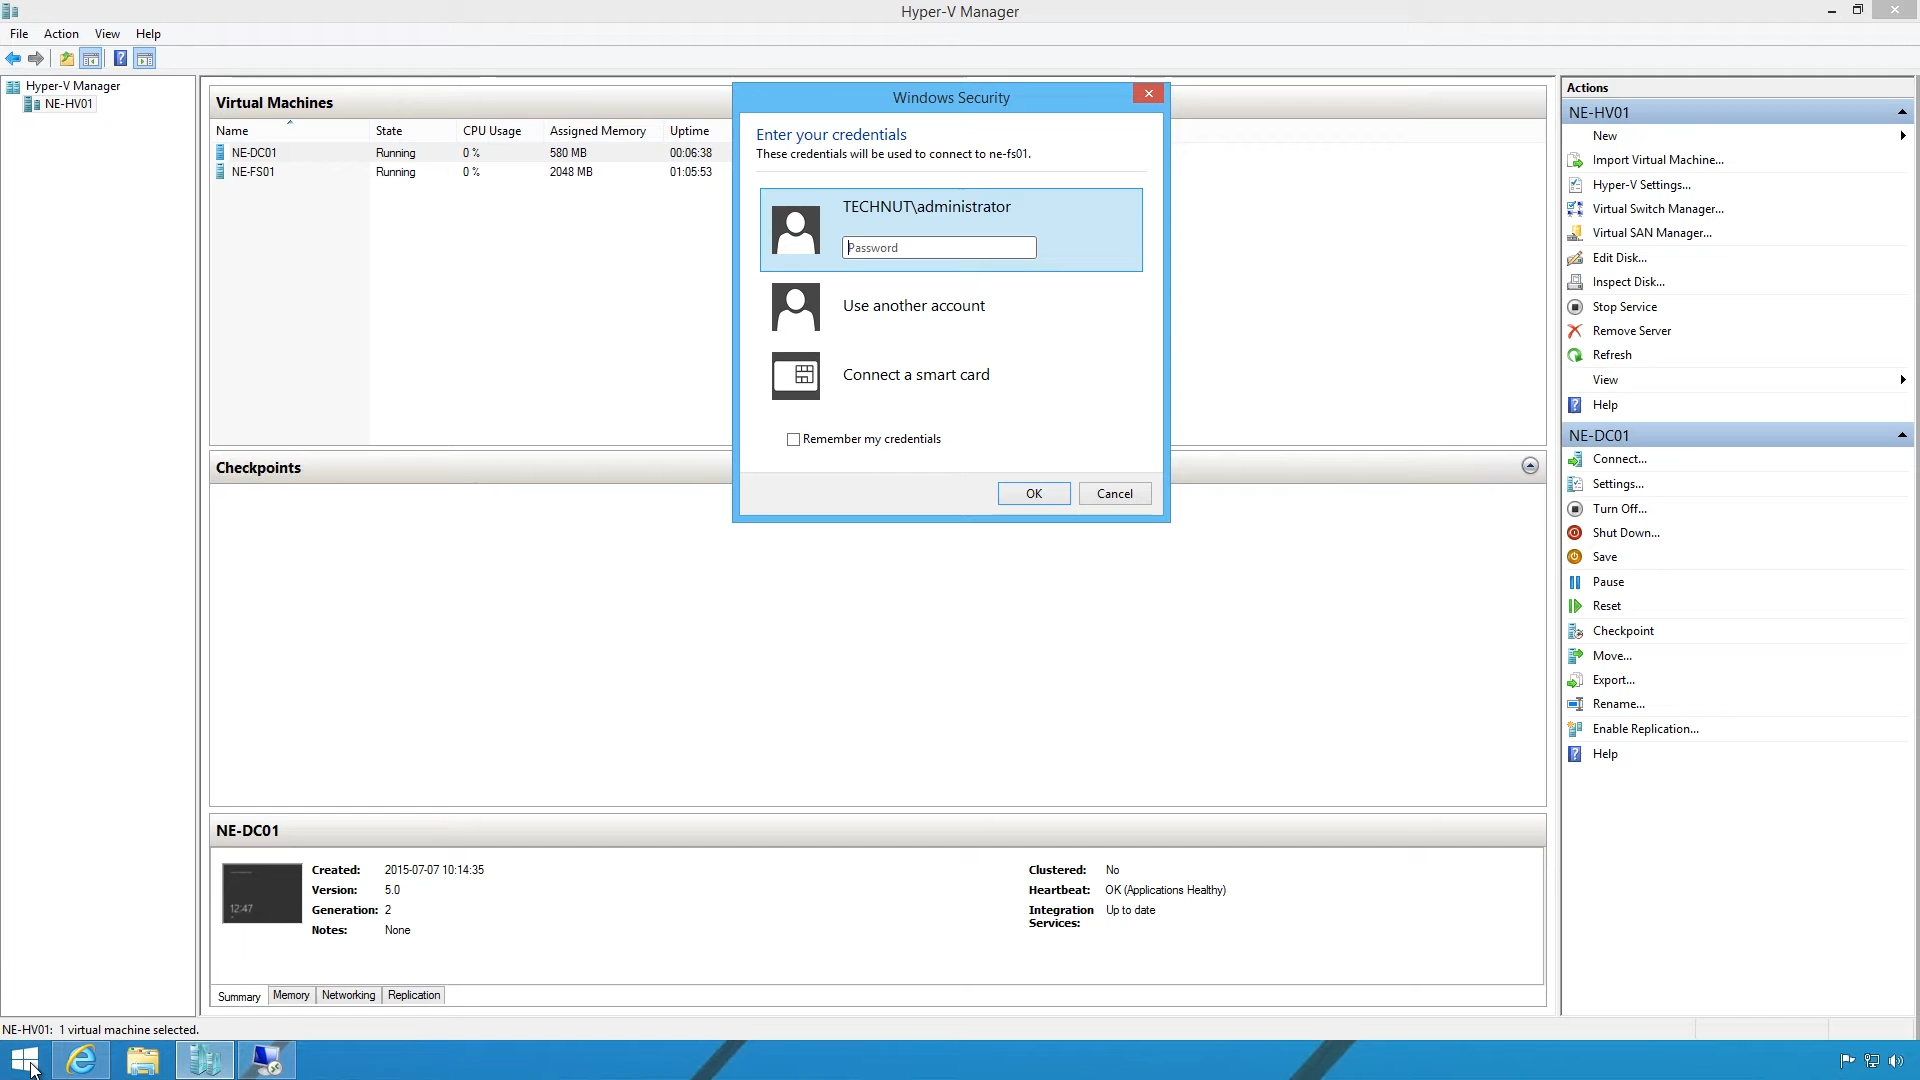 Hyper-V Manager
File Action View Help
Hyper-V Manager
NE-HV01
Virtual Machines
Name State CPU Usage Assigned Memory Uptime
NE-DC01 Running 0 % 580 MB 00:06:38
NE-FS01 Running 0 % 2048 MB 01:05:53
Windows Security
Enter your credentials
These credentials will be used to connect to ne-fs01.
TECHNUT\administrator
Password
Use another account
Connect a smart card
Remember my credentials
OK Cancel
Checkpoints
NE-DC01
12:47
Created: 2015-07-07 10:14:35
Version: 5.0
Generation: 2
Notes: None
Clustered: No
Heartbeat: OK (Applications Healthy)
Integration Up to date
Services:
Summary Memory Networking Replication
Actions
NE-HV01
New
Import Virtual Machine...
Hyper-V Settings...
Virtual Switch Manager...
Virtual SAN Manager...
Edit Disk...
Inspect Disk...
Stop Service
Remove Server
Refresh
View
Help
NE-DC01
Connect...
Settings...
Turn Off...
Shut Down...
Save
Pause
Reset
Checkpoint
Move...
Export...
Rename...
Enable Replication...
Help
NE-HV01: 1 virtual machine selected.